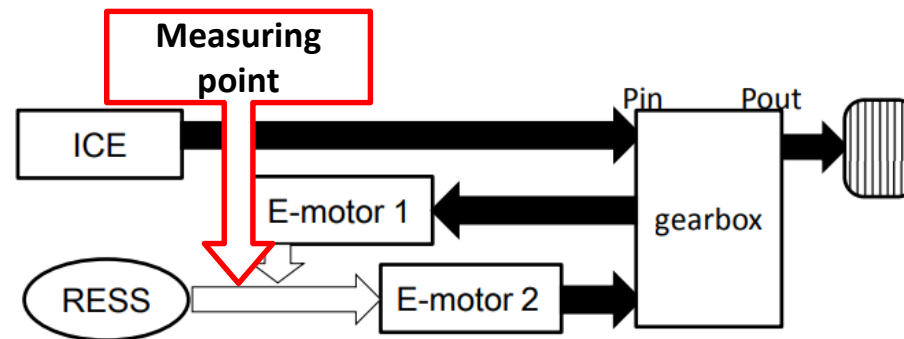 Measuring
point
Pin
Pout
ICE
E-motor 1
gearbox
RESS
E-motor 2